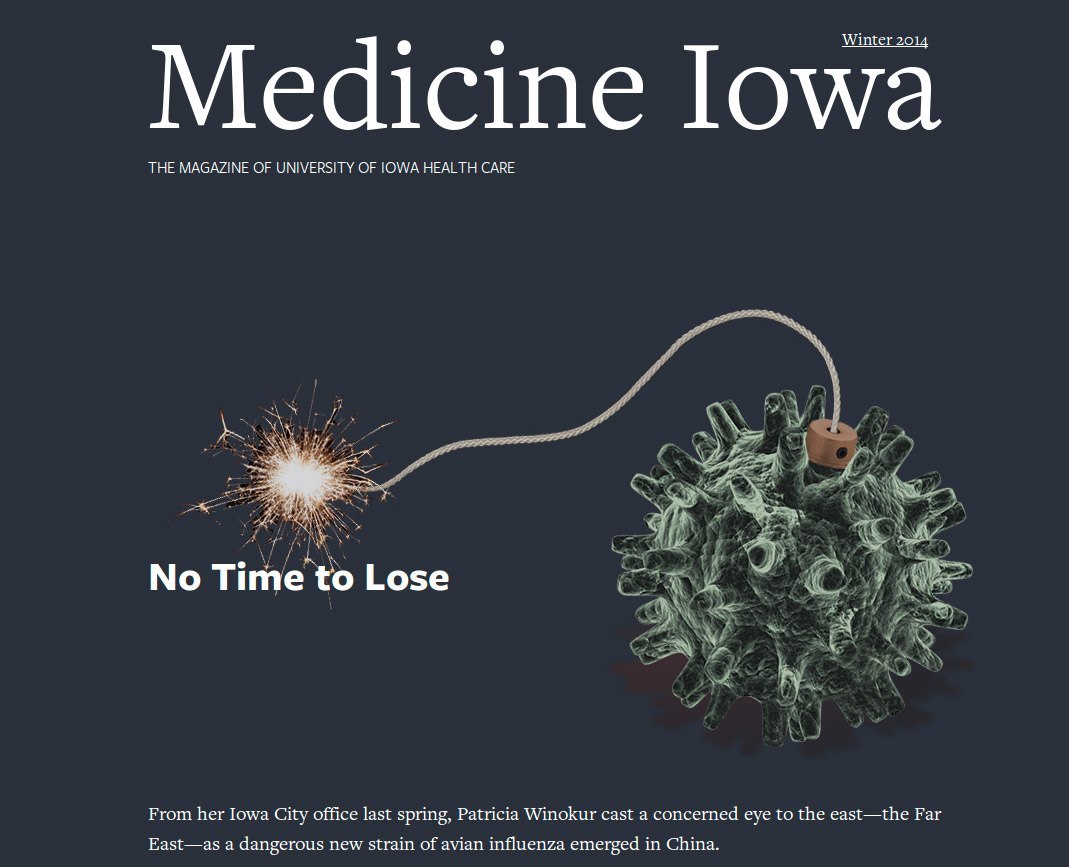 Winter 2014
Medicine Iowa
THE MAGAZINE OF UNIVERSITY OF IOWA HEALTH CARE
No Time to Lose
From her Iowa City office last spring, Patricia Winokur cast a concerned eye to the east—the Far
East—as a dangerous new strain of avian influenza emerged in China.